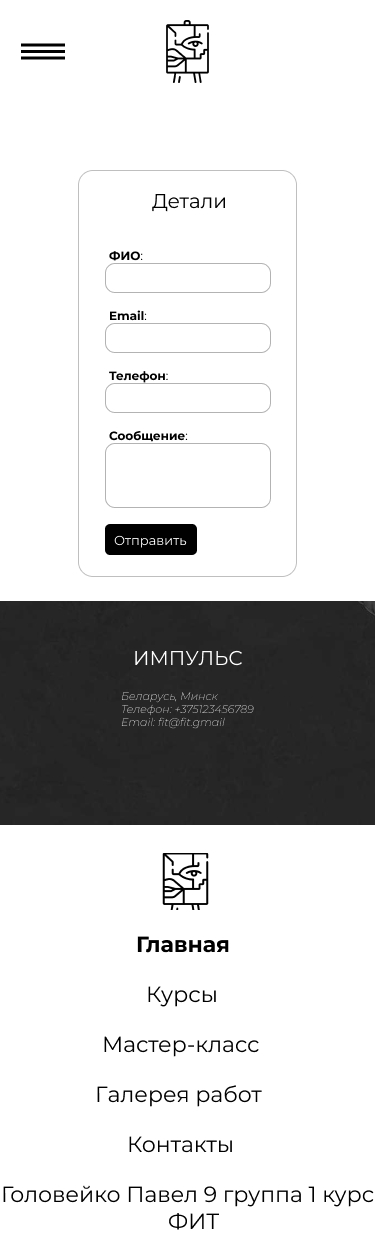 Детали
ФИО:
Email:
Телефон:
Сообщение:
Отправить
ИМПУЛЬС
Беларусь, Минск
Телефон: +375123456789
Email: fit@fit.gmail
Главная
Курсы
Мастер-класс
Галерея работ
Контакты
Головейко Павел 9 группа 1 курс
ФИТ